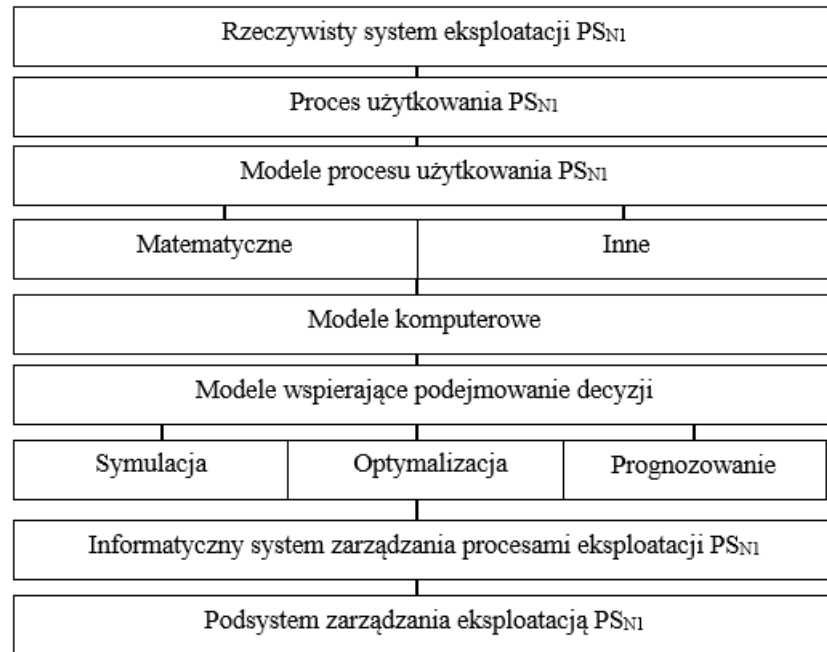 Rzeczywisty system eksploatacji PSN1
Proces użytkowania PSN1
Modele procesu użytkowania PSN1
Matematyczne
Inne
Modele komputerowe
Modele wspierające podejmowanie decyzji
Symulacja
Optymalizacja
Prognozowanie
Informatyczny system zarządzania procesami eksploatacji PSN1
Podsystem zarządzania eksploatacją PSN1